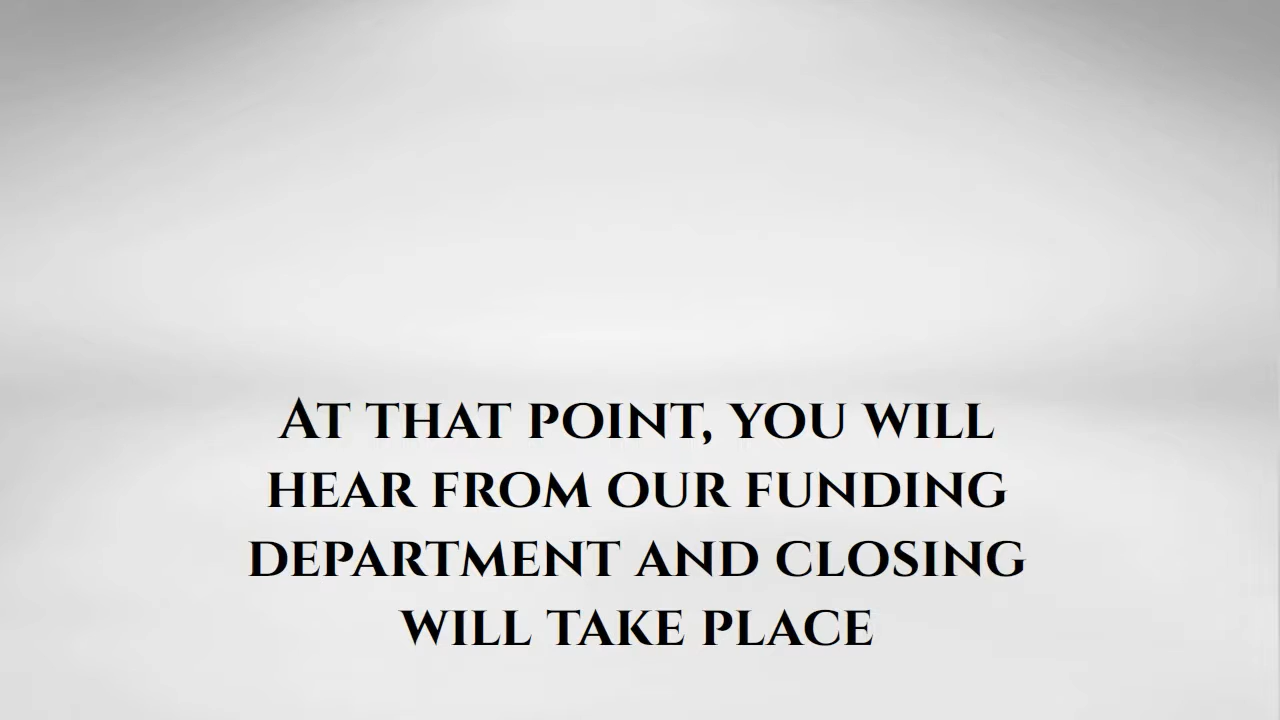 At that point, you will
hear from our funding
department and closing
will take place